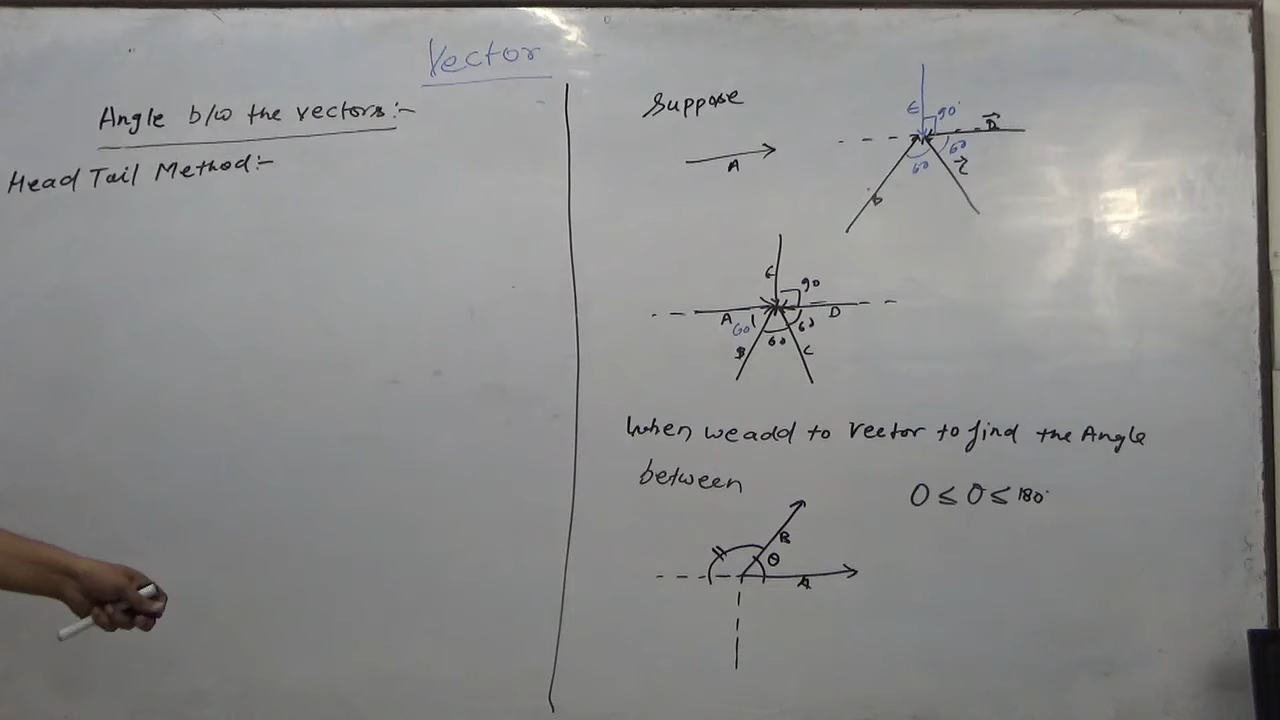 Vector
Angle b/w the vectors:-
Head Tail Method:-
Suppose
A
E
90°
D
60
60
C
E
90
A
D
60
60
60
B
C
When we add to vector to find the Angle
between
0 ≤ θ ≤ 180°
B
θ
A